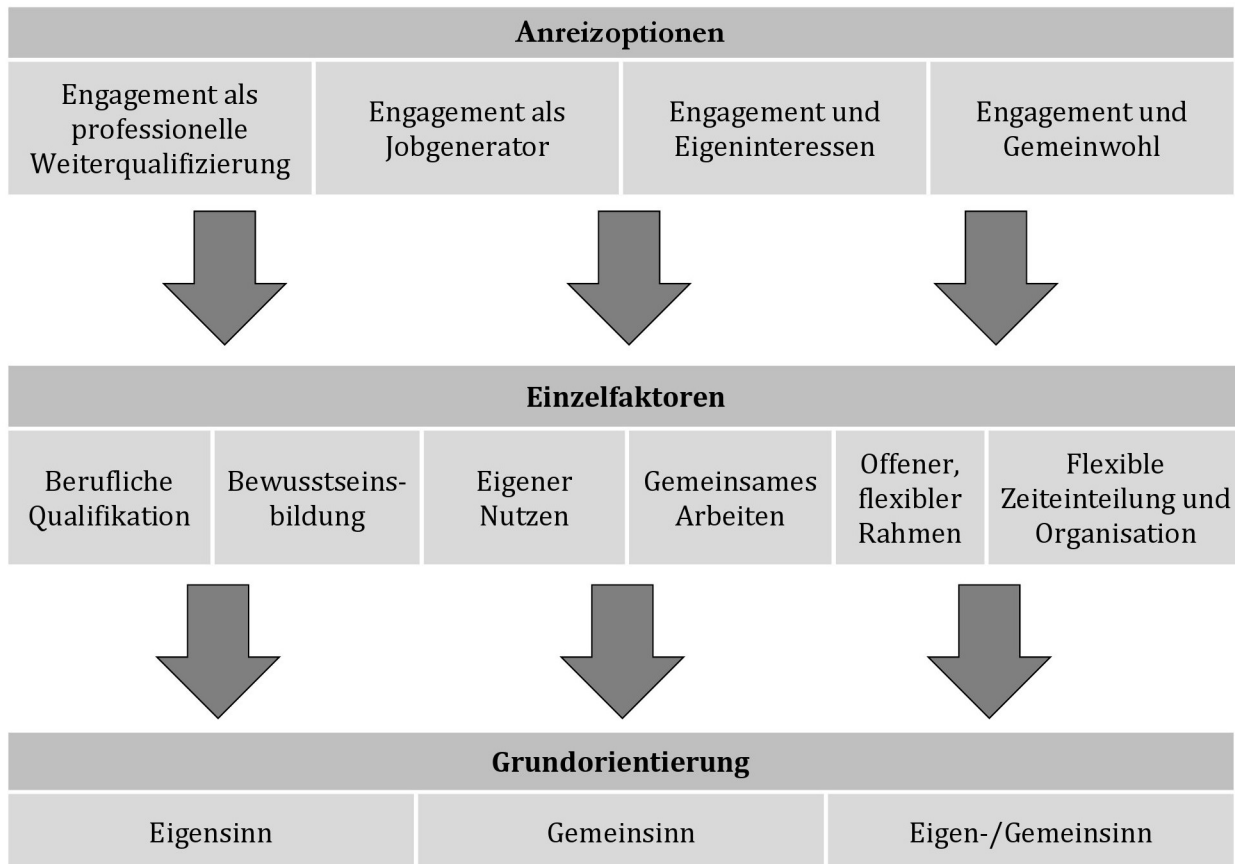 Anreizoptionen
Engagement als
professionelle
Weiterqualifizierung
Engagement als
Jobgenerator
Engagement und
Eigeninteressen
Engagement und
Gemeinwohl
Einzelfaktoren
Berufliche
Qualifikation
Bewusstseins-
bildung
Eigener
Nutzen
Gemeinsames
Arbeiten
Offener,
flexibler
Rahmen
Flexible
Zeiteinteilung und
Organisation
Grundorientierung
Eigensinn
Gemeinsinn
Eigen-/Gemeinsinn